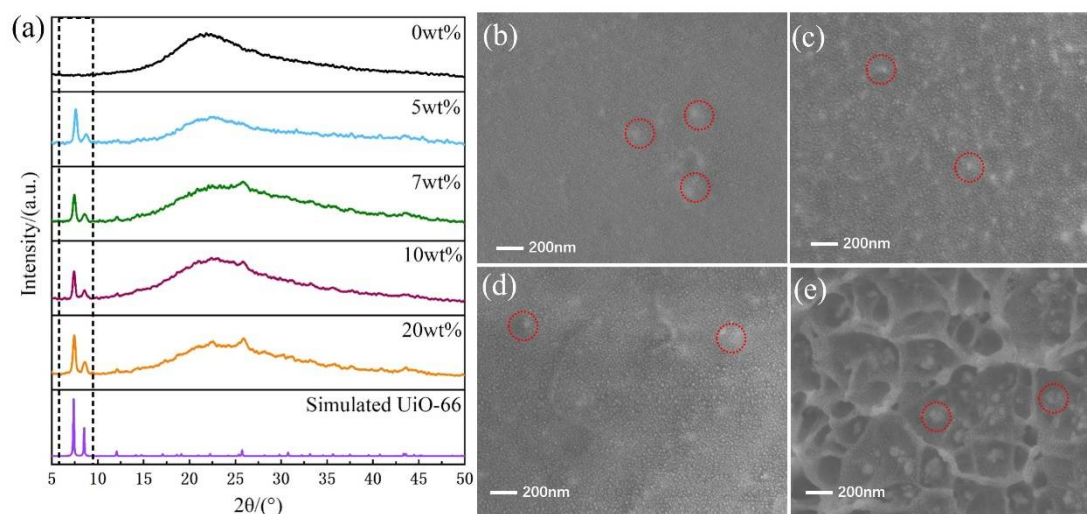 (a)
0wt%
5wt%
7wt%
10wt%
20wt%
Simulated UiO-66
Intensity/(a.u.)
5 10 15 20 25 30 35 40 45 50
2θ/(°)
(b)
200nm
(c)
200nm
(d)
200nm
(e)
200nm